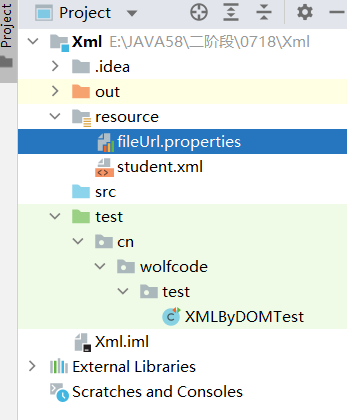 Project
Project
Xml E:\JAVA58\二阶段\0718\Xml
.idea
out
resource
fileUrl.properties
student.xml
src
test
cn
wolfcode
test
XMLByDOMTest
Xml.iml
External Libraries
Scratches and Consoles